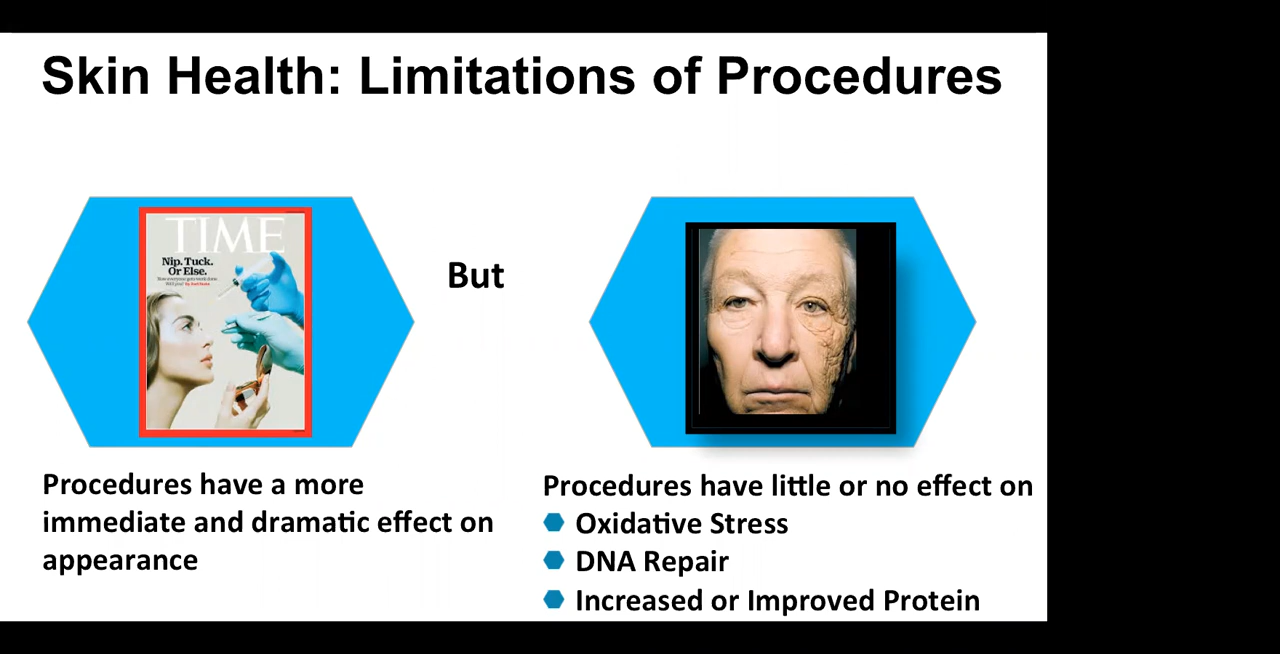 Skin Health: Limitations of Procedures
TIME
Nip. Tuck.
Or Else.
But
Procedures have a more
immediate and dramatic effect on
appearance
Procedures have little or no effect on
Oxidative Stress
DNA Repair
Increased or Improved Protein